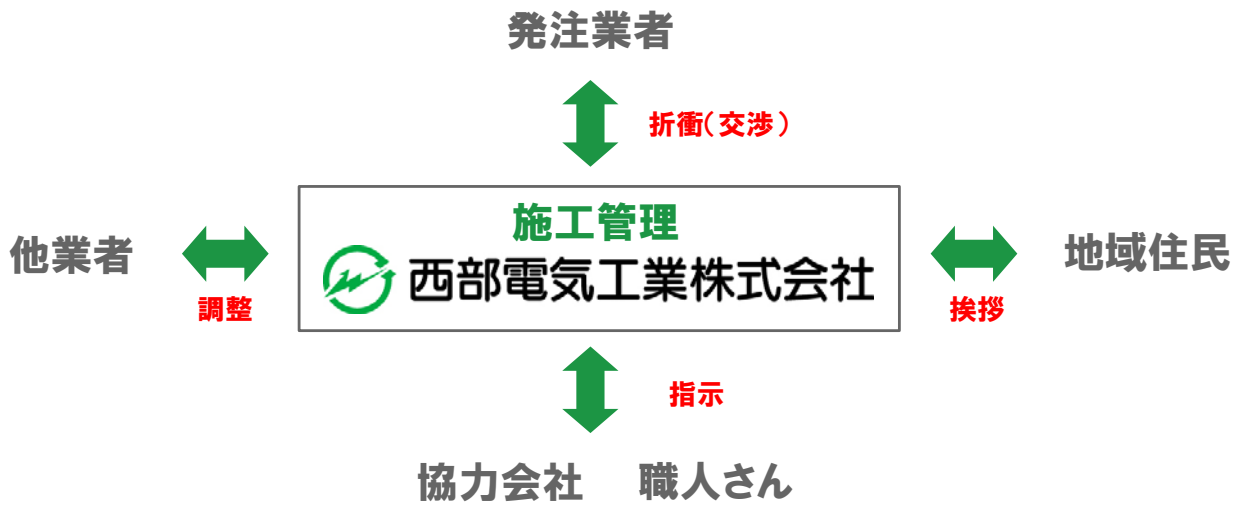 発注業者
折衝(交渉)
施工管理
西部電気工業株式会社
他業者
調整
地域住民
挨拶
指示
協力会社 職人さん